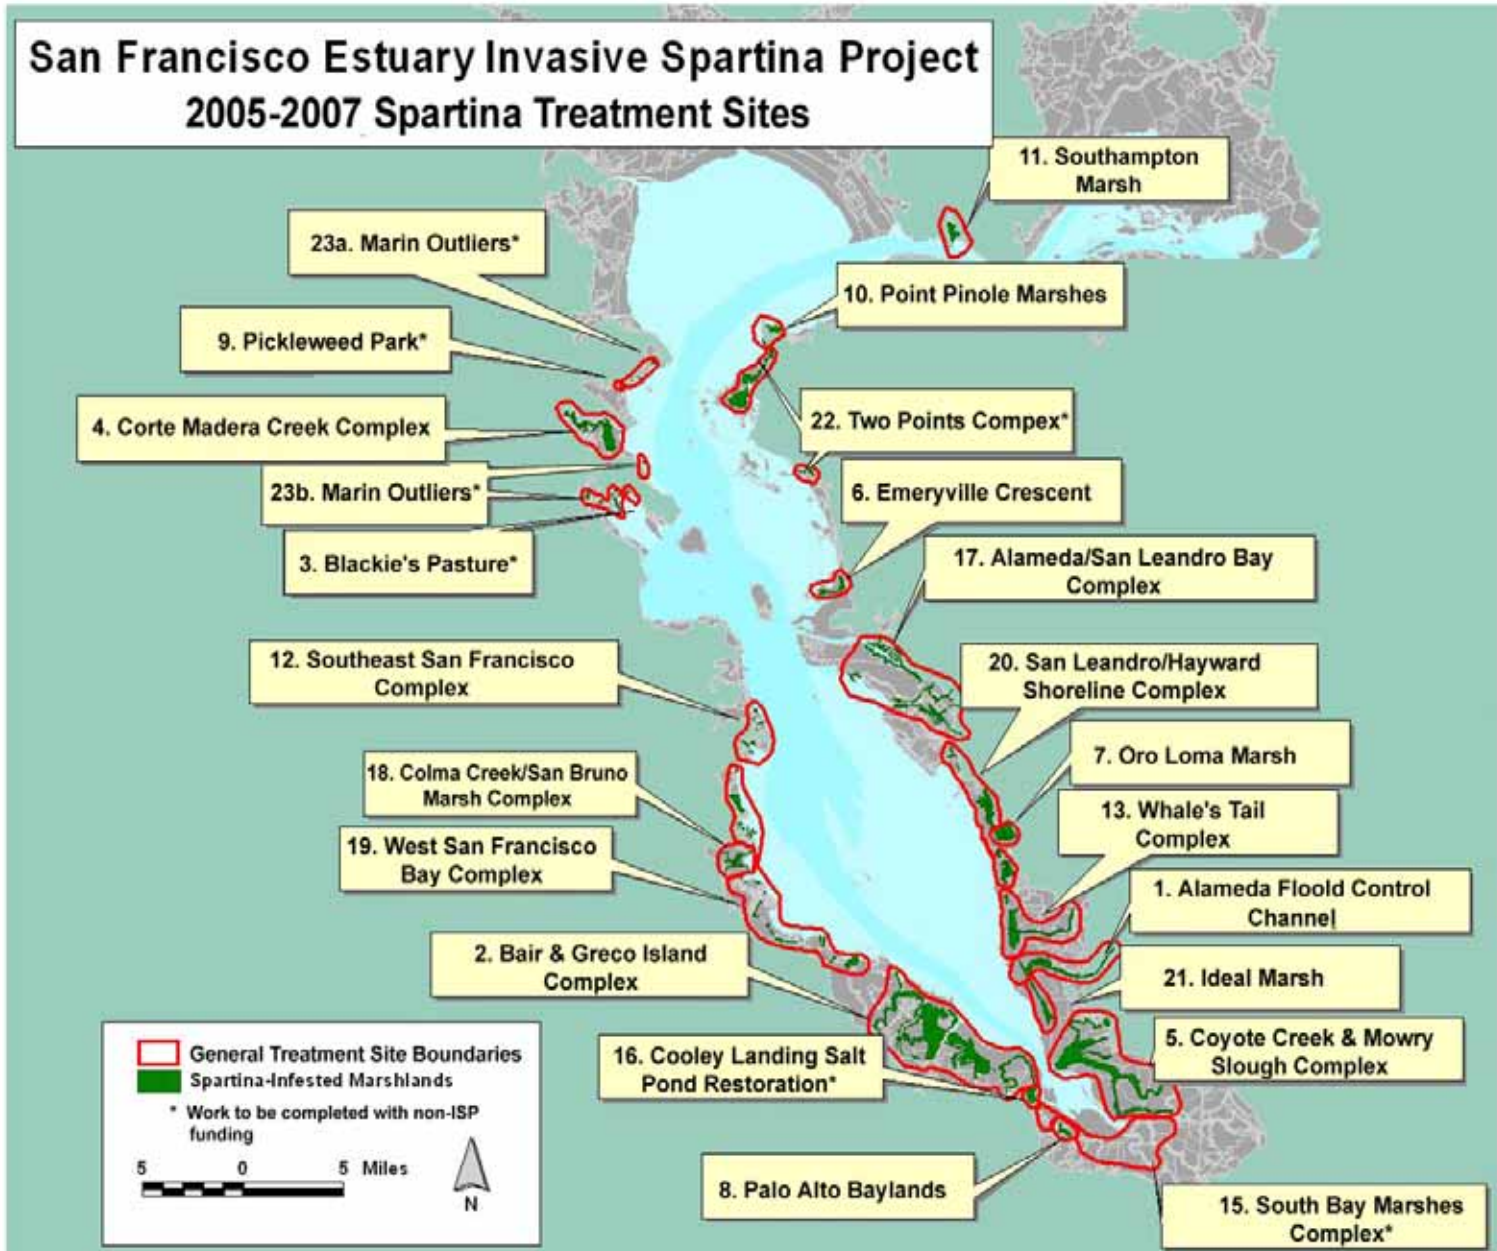 San Francisco Estuary Invasive Spartina Project
2005-2007 Spartina Treatment Sites
11. Southampton
Marsh
23a. Marin Outliers*
10. Point Pinole Marshes
9. Pickleweed Park*
4. Corte Madera Creek Complex
22. Two Points Compex*
23b. Marin Outliers*
6. Emeryville Crescent
3. Blackie's Pasture*
17. Alameda/San Leandro Bay
Complex
12. Southeast San Francisco
Complex
20. San Leandro/Hayward
Shoreline Complex
7. Oro Loma Marsh
18. Colma Creek/San Bruno
Marsh Complex
13. Whale's Tail
Complex
19. West San Francisco
Bay Complex
1. Alameda Floold Control
Channel
2. Bair & Greco Island
Complex
21. Ideal Marsh
16. Cooley Landing Salt
Pond Restoration*
5. Coyote Creek & Mowry
Slough Complex
8. Palo Alto Baylands
15. South Bay Marshes
Complex*
General Treatment Site Boundaries
Spartina-Infested Marshlands
* Work to be completed with non-ISP
funding
5 0 5 Miles
N